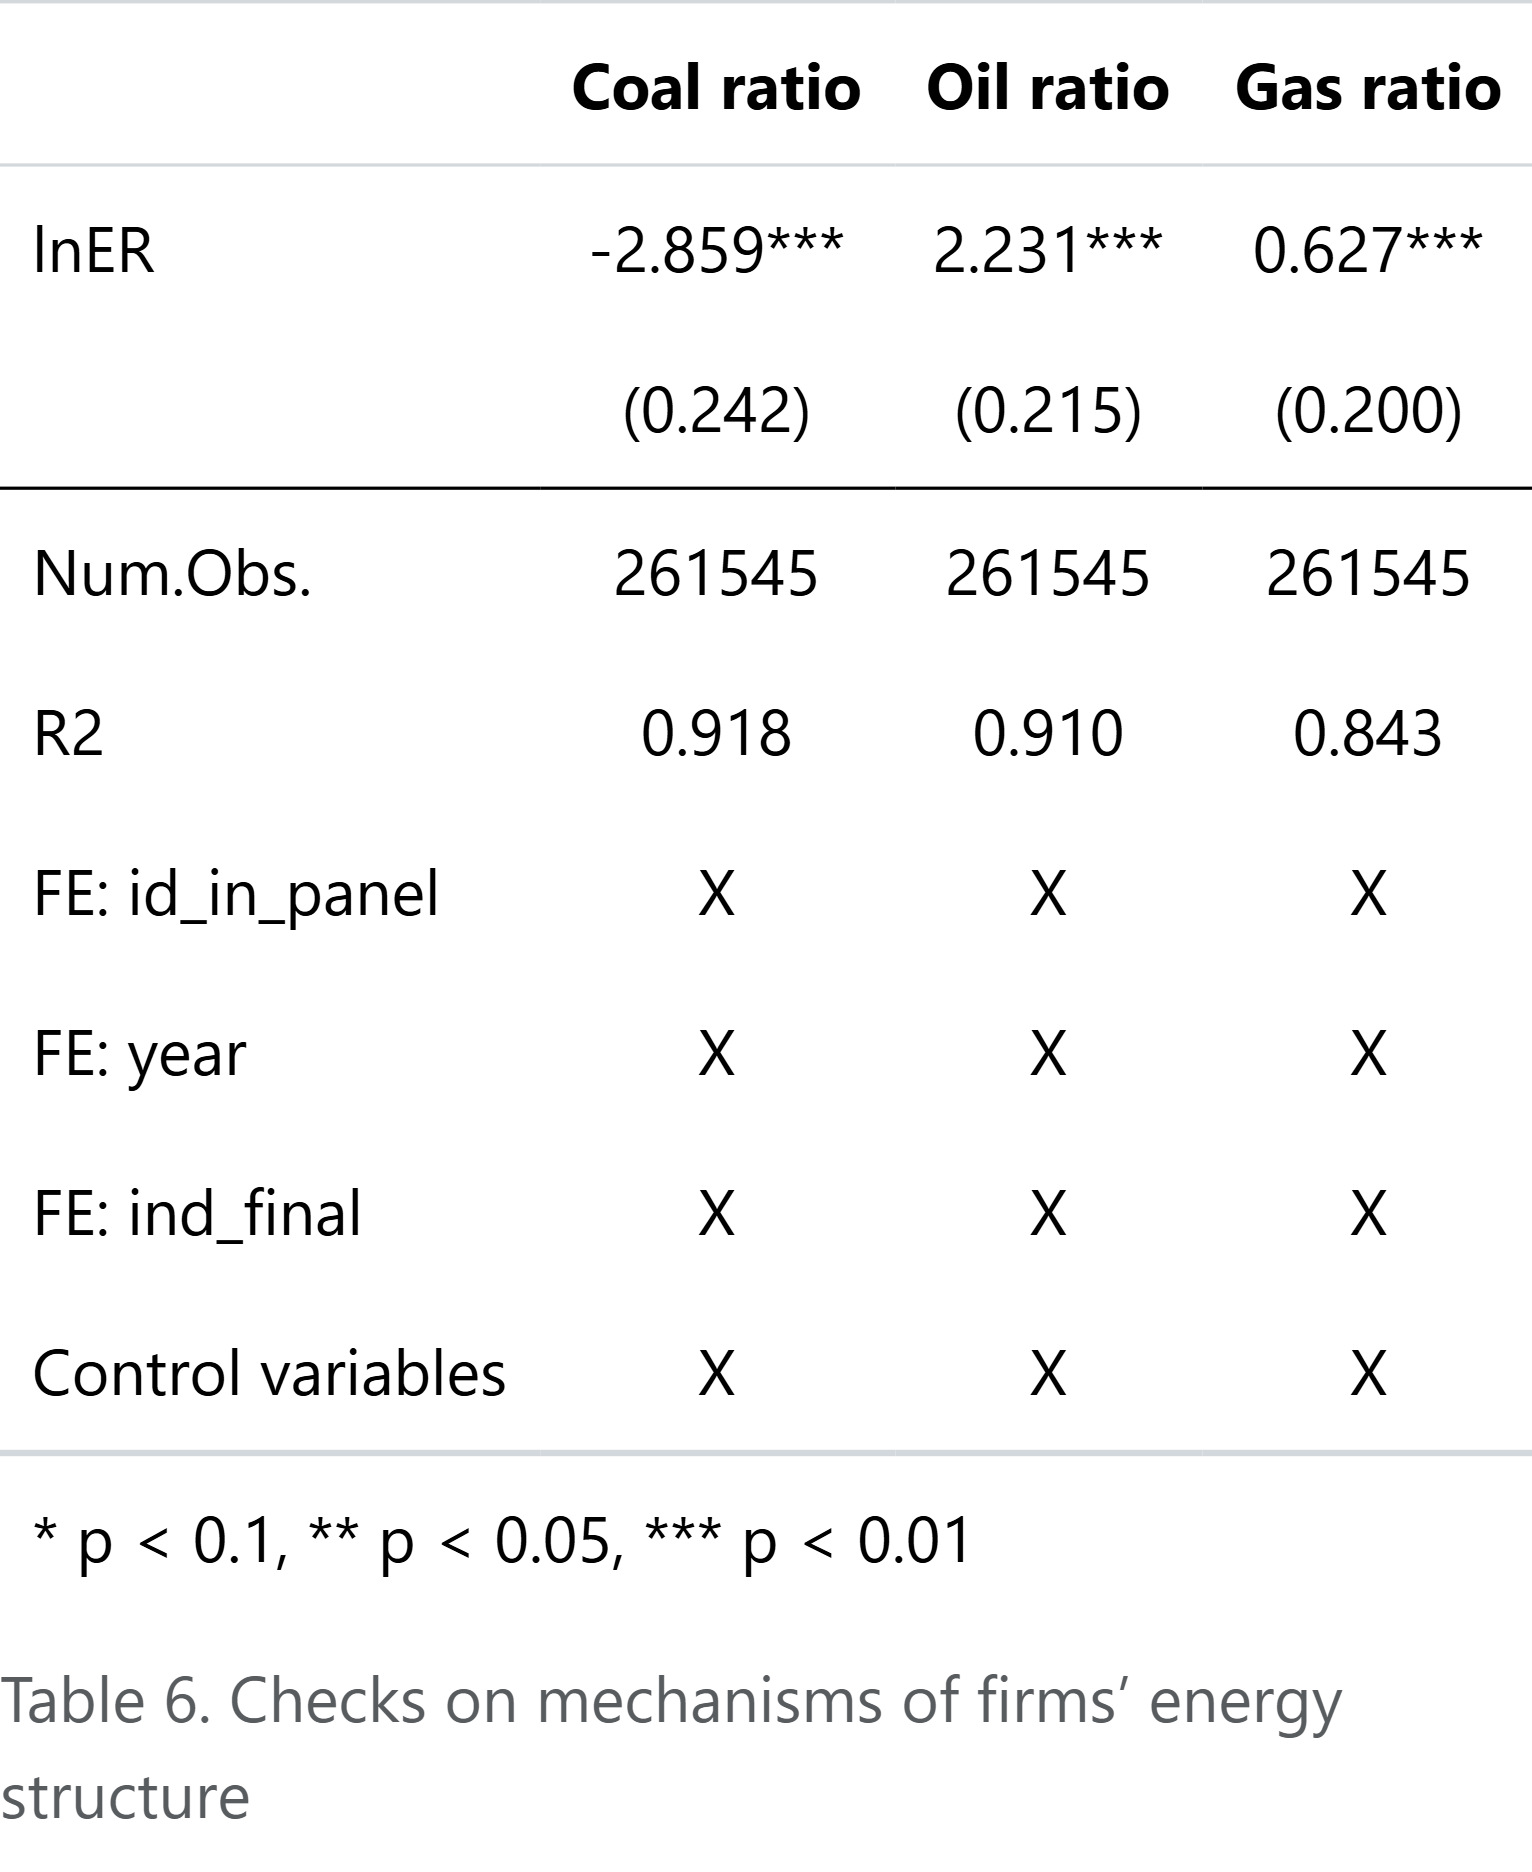 Coal ratio Oil ratio Gas ratio
lnER -2.859*** 2.231*** 0.627***
(0.242) (0.215) (0.200)
Num.Obs. 261545 261545 261545
R2 0.918 0.910 0.843
FE: id_in_panel X X X
FE: year X X X
FE: ind_final X X X
Control variables X X X
* p < 0.1, ** p < 0.05, *** p < 0.01
Table 6. Checks on mechanisms of firms’ energy
structure